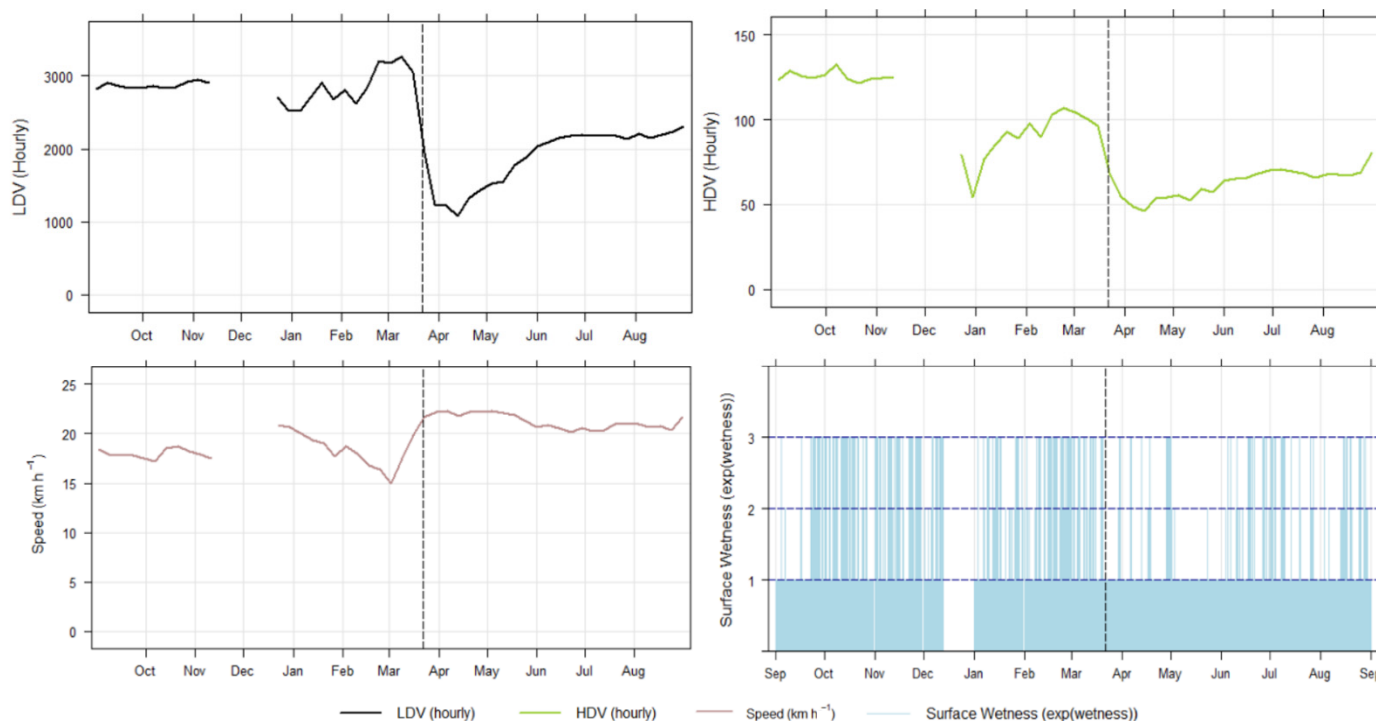 LDV (Hourly)
3000
2000
1000
0
Oct Nov Dec Jan Feb Mar Apr May Jun Jul Aug
HDV (Hourly)
150
100
50
0
Oct Nov Dec Jan Feb Mar Apr May Jun Jul Aug
Speed (km h⁻¹)
25
20
15
10
5
0
Oct Nov Dec Jan Feb Mar Apr May Jun Jul Aug
Surface Wetness (exp(wetness))
3
2
1
Sep Oct Nov Dec Jan Feb Mar Apr May Jun Jul Aug Sep
LDV (hourly) HDV (hourly) Speed (km h⁻¹) Surface Wetness (exp(wetness))